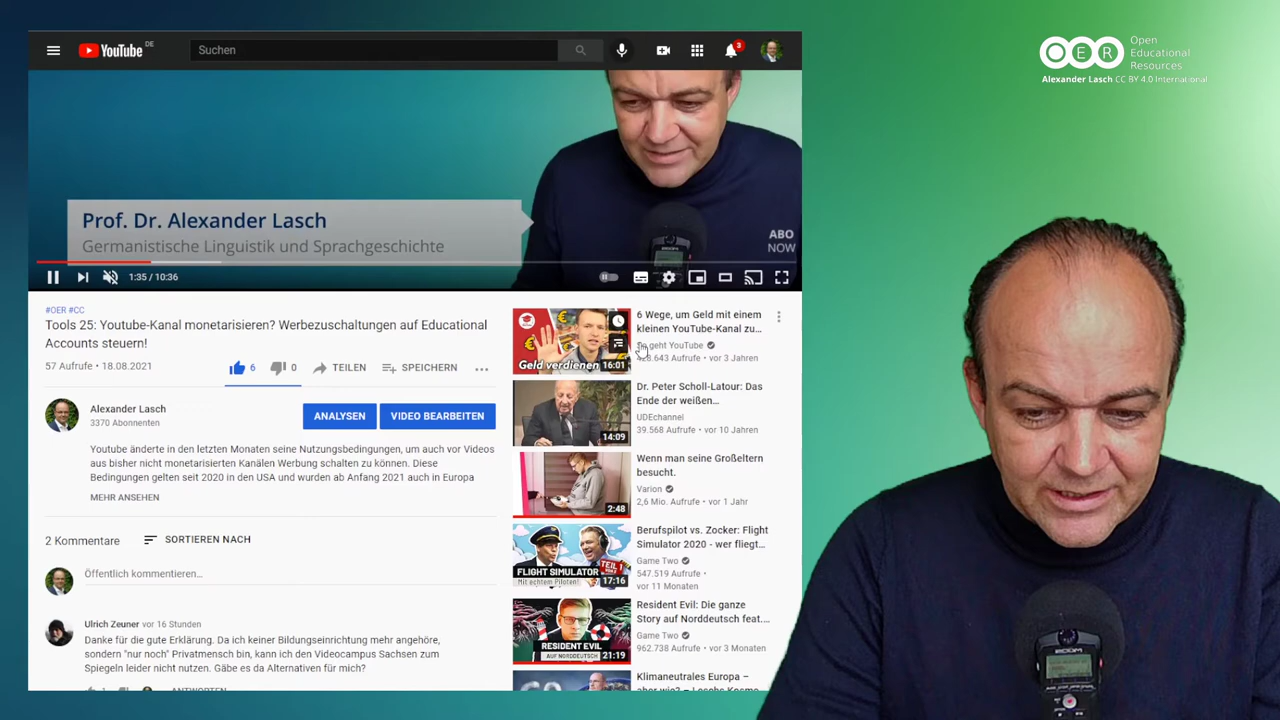 YouTube DE
Suchen
3
OER
Open
Educational
Resources
Alexander Lasch CC BY 4.0 International
Prof. Dr. Alexander Lasch
Germanistische Linguistik und Sprachgeschichte
ABO
NOW
1:35 / 10:36
#OER #CC
Tools 25: Youtube-Kanal monetarisieren? Werbezuschaltungen auf Educational
Accounts steuern!
57 Aufrufe • 18.08.2021
6
0
TEILEN
SPEICHERN
Alexander Lasch
3370 Abonnenten
ANALYSEN
VIDEO BEARBEITEN
Youtube änderte in den letzten Monaten seine Nutzungsbedingungen, um auch vor Videos
aus bisher nicht monetarisierten Kanälen Werbung schalten zu können. Diese
Bedingungen gelten seit 2020 in den USA und wurden ab Anfang 2021 auch in Europa
MEHR ANSEHEN
2 Kommentare
SORTIEREN NACH
Öffentlich kommentieren...
Ulrich Zeuner vor 16 Stunden
Danke für die gute Erklärung. Da ich keiner Bildungseinrichtung mehr angehöre,
sondern "nur noch" Privatmensch bin, kann ich den Videocampus Sachsen zum
Spiegeln leider nicht nutzen. Gäbe es da Alternativen für mich?
ANTWORTEN
Geld verdienen
16:01
6 Wege, um Geld mit einem
kleinen YouTube-Kanal zu...
geht YouTube
vor 3 Jahren
14:09
Dr. Peter Scholl-Latour: Das
Ende der weißen...
UDEchannel
39.568 Aufrufe • vor 10 Jahren
2:48
Wenn man seine Großeltern
besucht.
Varion
2,6 Mio. Aufrufe • vor 1 Jahr
FLIGHT SIMULATOR
TEIL 1
Mit echtem Piloten!
17:16
Berufspilot vs. Zocker: Flight
Simulator 2020 - wer fliegt...
Game Two
547.519 Aufrufe •
vor 11 Monaten
RESIDENT EVIL
AUF NORDDEUTSCH
21:19
Resident Evil: Die ganze
Story auf Norddeutsch feat....
Game Two
962.738 Aufrufe • vor 3 Monaten
Klimaneutrales Europa –